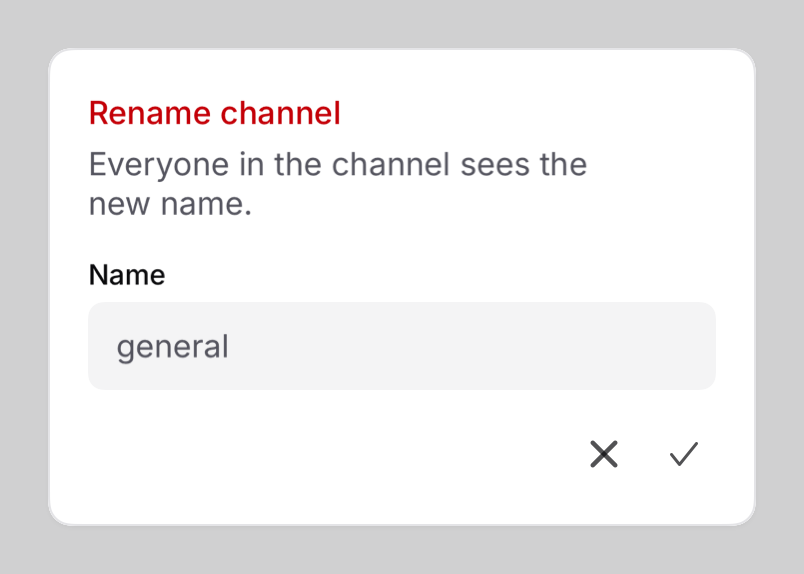 Rename channel
Everyone in the channel sees the
new name.
Name
general